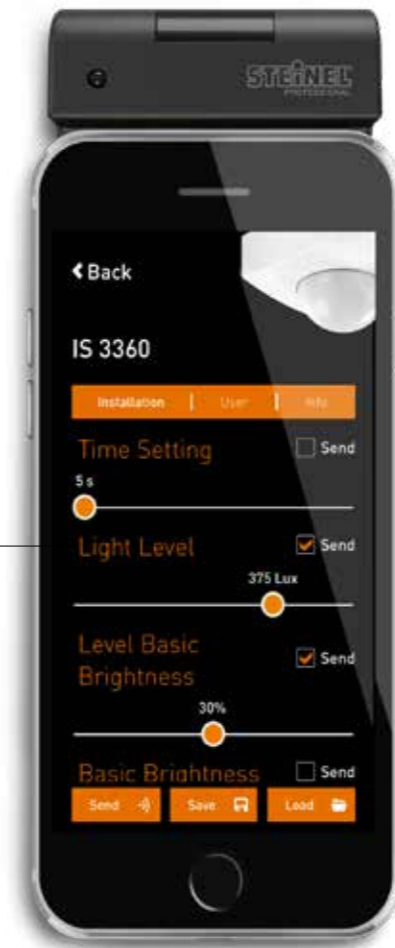 STEINEL
PROFESSIONAL
Back
IS 3360
Installation | User | Info
Time Setting Send
5 s
Light Level Send
375 Lux
Level Basic Brightness Send
30%
Basic Brightness Send
Send Save Load